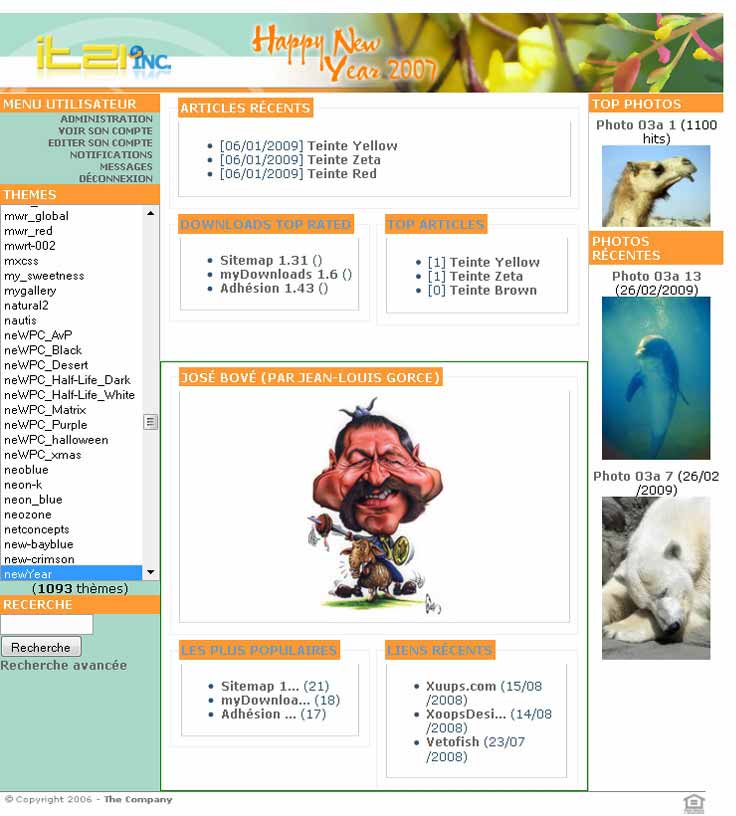 itzi INC.
Happy New
Year 2007
MENU UTILISATEUR
ADMINISTRATION
VOIR SON COMPTE
EDITER SON COMPTE
NOTIFICATIONS
MESSAGES
DÉCONNEXION
THEMES
mwr_global
mwr_red
mwrt-002
mxcss
my_sweetness
mygallery
natural2
nautis
neWPC_AvP
neWPC_Black
neWPC_Desert
neWPC_Half-Life_Dark
neWPC_Half-Life_White
neWPC_Matrix
neWPC_Purple
neWPC_halloween
neWPC_xmas
neoblue
neon-k
neon_blue
neozone
netconcepts
new-bayblue
new-crimson
newYear
(1093 thèmes)
RECERCHE
Recherche
Recherche avancée
ARTICLES RÉCENTS
[06/01/2009] Teinte Yellow
[06/01/2009] Teinte Zeta
[06/01/2009] Teinte Red
DOWNLOADS TOP RATED
Sitemap 1.31 ()
myDownloads 1.6 ()
Adhésion 1.43 ()
TOP ARTICLES
[1] Teinte Yellow
[1] Teinte Zeta
[0] Teinte Brown
JOSÉ BOVÉ (PAR JEAN-LOUIS GORCE)
LES PLUS POPULAIRES
Sitemap 1... (21)
myDownloa... (18)
Adhésion ... (17)
LIENS RÉCENTS
Xuups.com (15/08
/2008)
XoopsDesi... (14/08
/2008)
Vetofish (23/07
/2008)
TOP PHOTOS
Photo 03a 1 (1100
hits)
PHOTOS
RÉCENTES
Photo 03a 13
(26/02/2009)
Photo 03a 7 (26/02
/2009)
© Copyright 2006 - The Company